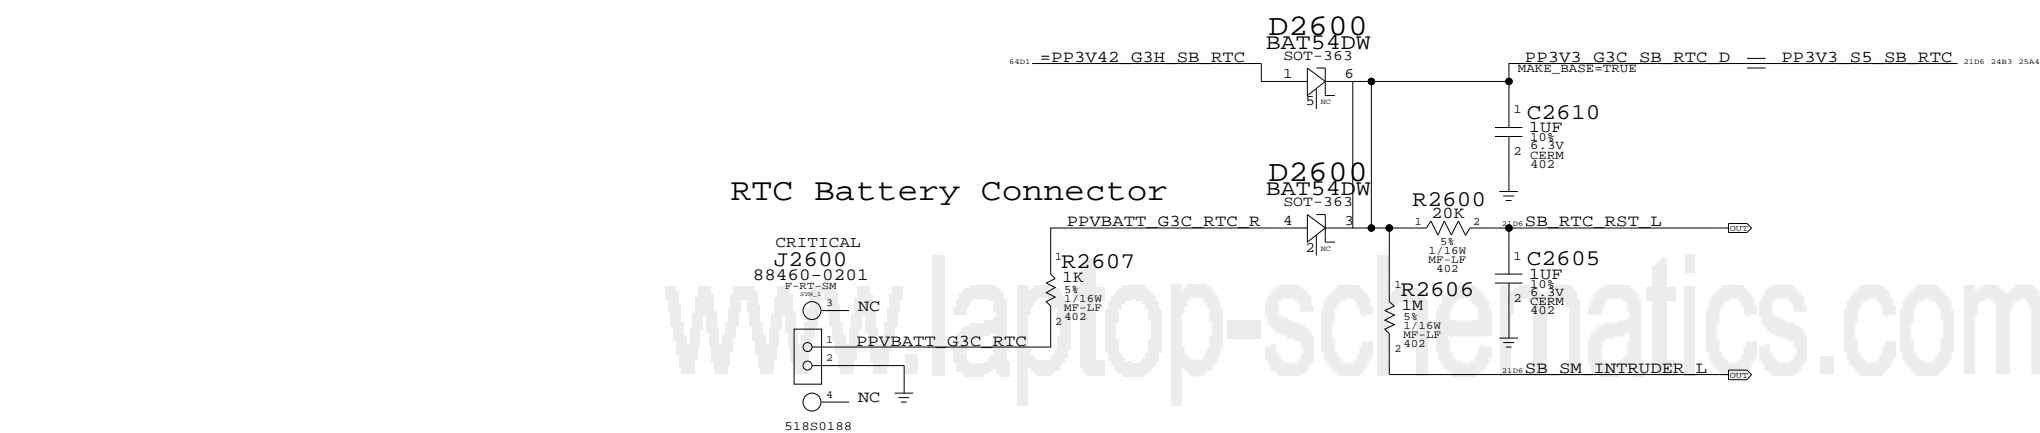 D2600
BAT54DW
SOT-363
64D1 =PP3V42_G3H_SB_RTC
1 6
5 NC
PP3V3_G3C_SB_RTC_D
MAKE_BASE=TRUE
PP3V3_S5_SB_RTC 21D6 24B3 25A4
1 C2610
1UF
10%
6.3V
2 CERM
402
RTC Battery Connector
D2600
BAT54DW
SOT-363
PPVBATT_G3C_RTC_R 4 3
2 NC
R2600
20K
1 2
5%
1/16W
MF-LF
402
21D6 SB_RTC_RST_L OUT
1 C2605
1UF
10%
6.3V
2 CERM
402
CRITICAL
J2600
88460-0201
F-RT-SM
SYM_1
3 NC
1 PPVBATT_G3C_RTC
2
4 NC
518S0188
1 R2607
1K
5%
1/16W
MF-LF
2 402
1 R2606
1M
5%
1/16W
MF-LF
2 402
21D6 SB_SM_INTRUDER_L OUT
www.laptop-schematics.com